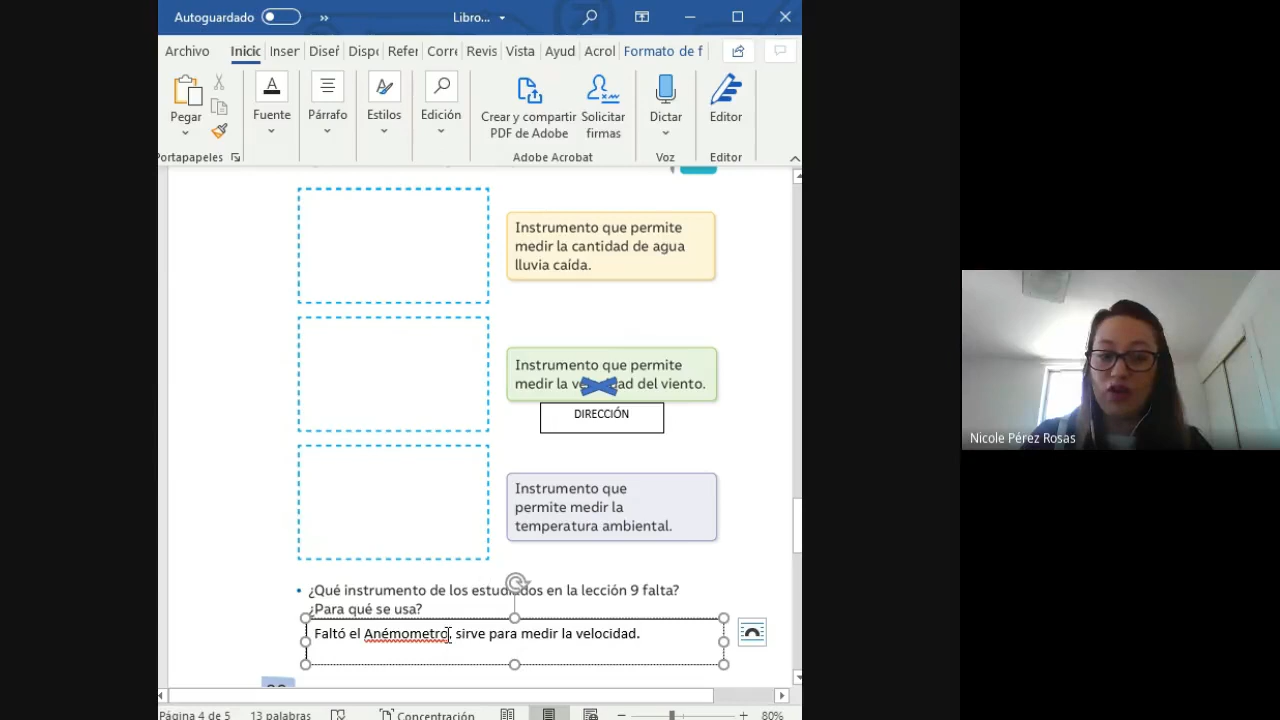 Autoguardado
Libro...
Archivo Inicio Inser Diseñ Dispo Refer Corre Revis Vista Ayud Acrol Formato de f
Pegar
Fuente
Párrafo
Estilos
Edición
Crear y compartir
PDF de Adobe
Solicitar
firmas
Dictar
Editor
Portapapeles
Adobe Acrobat
Voz
Editor
Instrumento que permite
medir la cantidad de agua
lluvia caída.
Instrumento que permite
medir la velocidad del viento.
DIRECCIÓN
Instrumento que
permite medir la
temperatura ambiental.
• ¿Qué instrumento de los estudiados en la lección 9 falta?
¿Para qué se usa?
Faltó el Anémometro, sirve para medir la velocidad.
Página 4 de 5 13 palabras Concentración 80%
Nicole Pérez Rosas